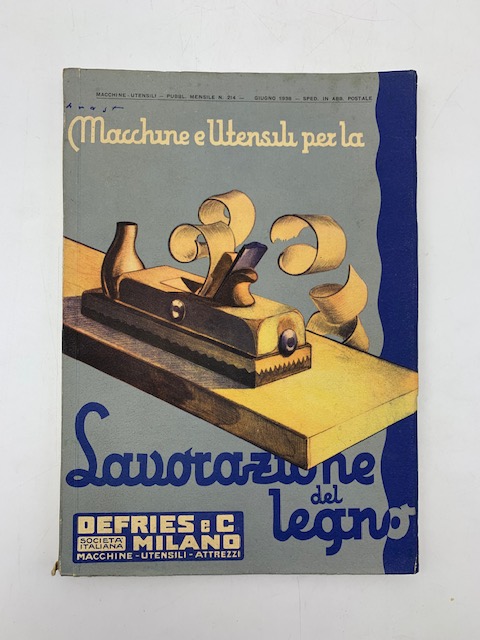 MACCHINE-UTENSILI — PUBBL. MENSILE N. 214 — GIUGNO 1936 — SPED. IN ABB. POSTALE
Macchine e Utensili per la
Lavorazione
del
legno
DEFRIES e C
SOCIETÀ
ITALIANA
MILANO
MACCHINE-UTENSILI-ATTREZZI